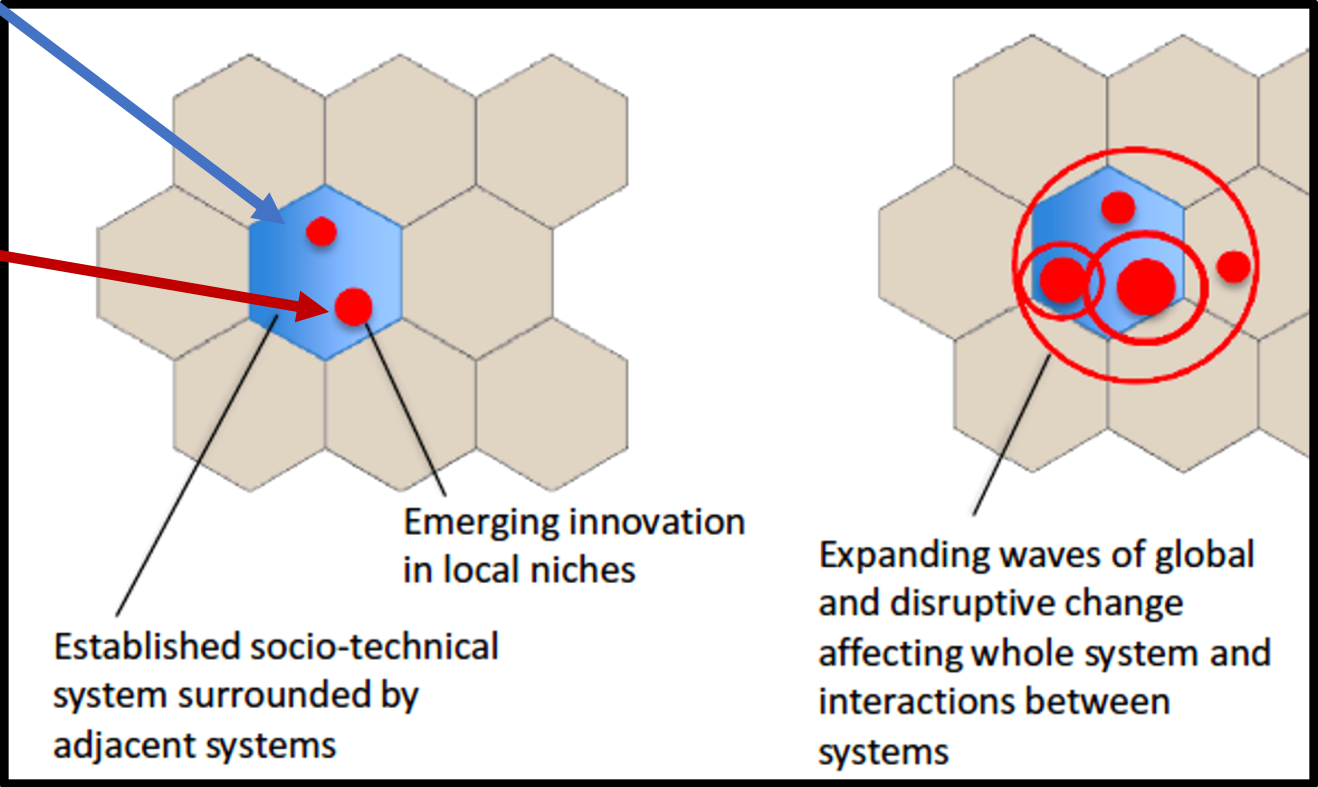 Emerging innovation
in local niches
Established socio-technical
system surrounded by
adjacent systems
Expanding waves of global
and disruptive change
affecting whole system and
interactions between
systems